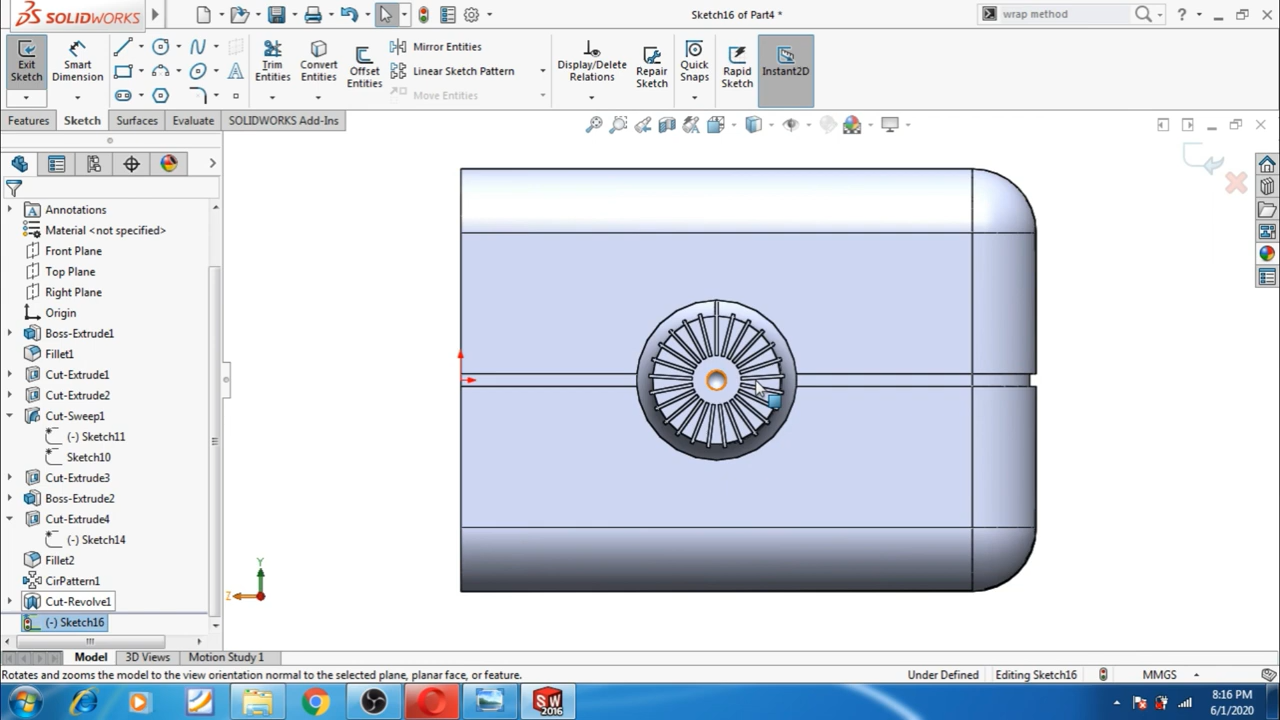 SOLIDWORKS
Sketch16 of Part4 *
wrap method
?
Exit Sketch
Smart Dimension
Trim Entities
Convert Entities
Offset Entities
Mirror Entities
Linear Sketch Pattern
Move Entities
Display/Delete Relations
Repair Sketch
Quick Snaps
Rapid Sketch
Instant2D
Features
Sketch
Surfaces
Evaluate
SOLIDWORKS Add-Ins
Annotations
Material <not specified>
Front Plane
Top Plane
Right Plane
Origin
Boss-Extrude1
Fillet1
Cut-Extrude1
Cut-Extrude2
Cut-Sweep1
(-) Sketch11
Sketch10
Cut-Extrude3
Boss-Extrude2
Cut-Extrude4
(-) Sketch14
Fillet2
CirPattern1
Cut-Revolve1
(-) Sketch16
Y
Z
Model
3D Views
Motion Study 1
Rotates and zooms the model to the view orientation normal to the selected plane, planar face, or feature.
Under Defined
Editing Sketch16
MMGS
SW
2016
8:16 PM
6/1/2020